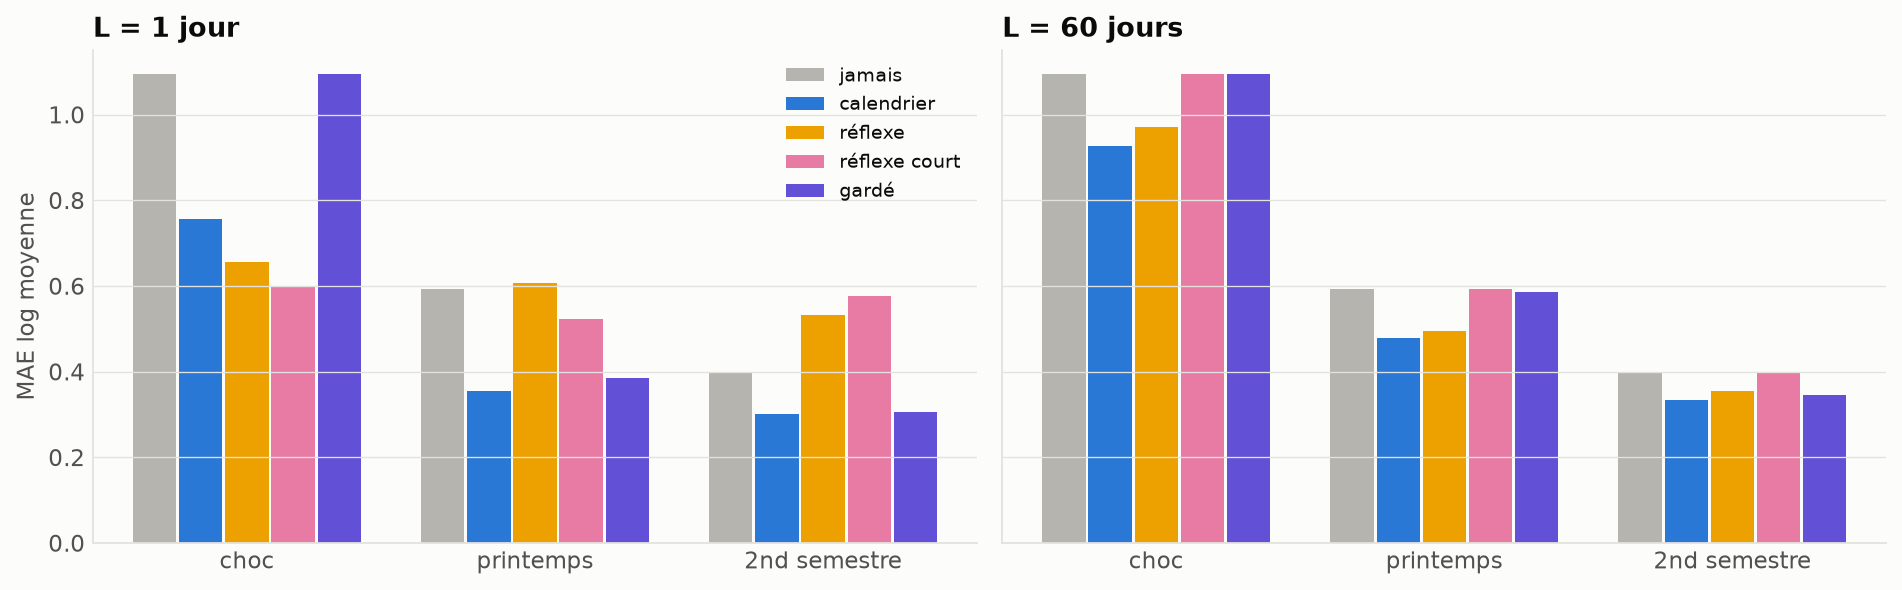 L = 1 jour
L = 60 jours
MAE log moyenne
1.0
0.8
0.6
0.4
0.2
0.0
jamais
calendrier
réflexe
réflexe court
gardé
choc
printemps
2nd semestre
choc
printemps
2nd semestre